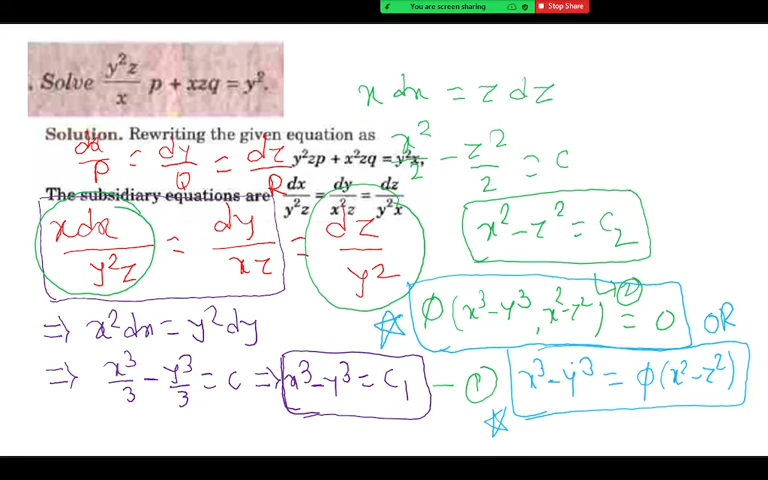 You are screen sharing Stop Share
. Solve y²z/x p + xzq = y².
Solution. Rewriting the given equation as
y²zp + x²zq = y²x,
dx/P = dy/Q = dz/R
The subsidiary equations are dx/y²z = dy/x²z = dz/y²x
xdx/y²z = dy/xz = dz/y²
⇒ x²dx = y²dy
⇒ x³/3 - y³/3 = c ⇒ x³-y³ = C₁ - ①
x dx = z dz
x²/2 - z²/2 = c
x² - z² = C₂
②
ϕ(x³-y³, x²-z²) = 0 OR
x³-y³ = ϕ(x²-z²)